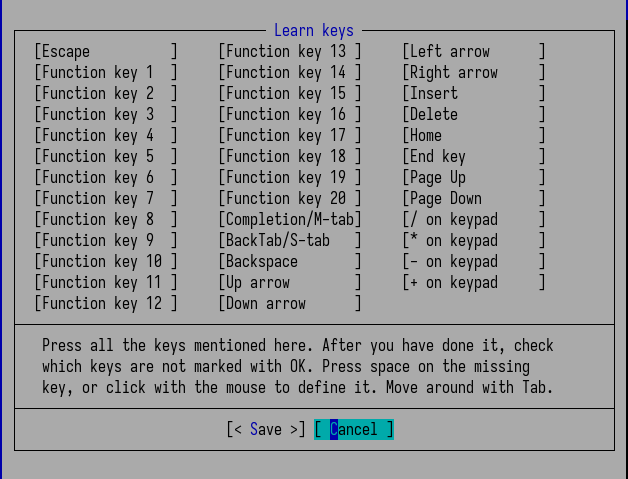 Learn keys
[Escape          ]     [Function key 13 ]     [Left arrow      ]
[Function key 1  ]     [Function key 14 ]     [Right arrow     ]
[Function key 2  ]     [Function key 15 ]     [Insert          ]
[Function key 3  ]     [Function key 16 ]     [Delete          ]
[Function key 4  ]     [Function key 17 ]     [Home            ]
[Function key 5  ]     [Function key 18 ]     [End key         ]
[Function key 6  ]     [Function key 19 ]     [Page Up         ]
[Function key 7  ]     [Function key 20 ]     [Page Down       ]
[Function key 8  ]     [Completion/M-tab]     [/ on keypad     ]
[Function key 9  ]     [BackTab/S-tab   ]     [* on keypad     ]
[Function key 10 ]     [Backspace       ]     [- on keypad     ]
[Function key 11 ]     [Up arrow        ]     [+ on keypad     ]
[Function key 12 ]     [Down arrow      ]
Press all the keys mentioned here. After you have done it, check
which keys are not marked with OK. Press space on the missing
key, or click with the mouse to define it. Move around with Tab.
[< Save >] [ Cancel ]